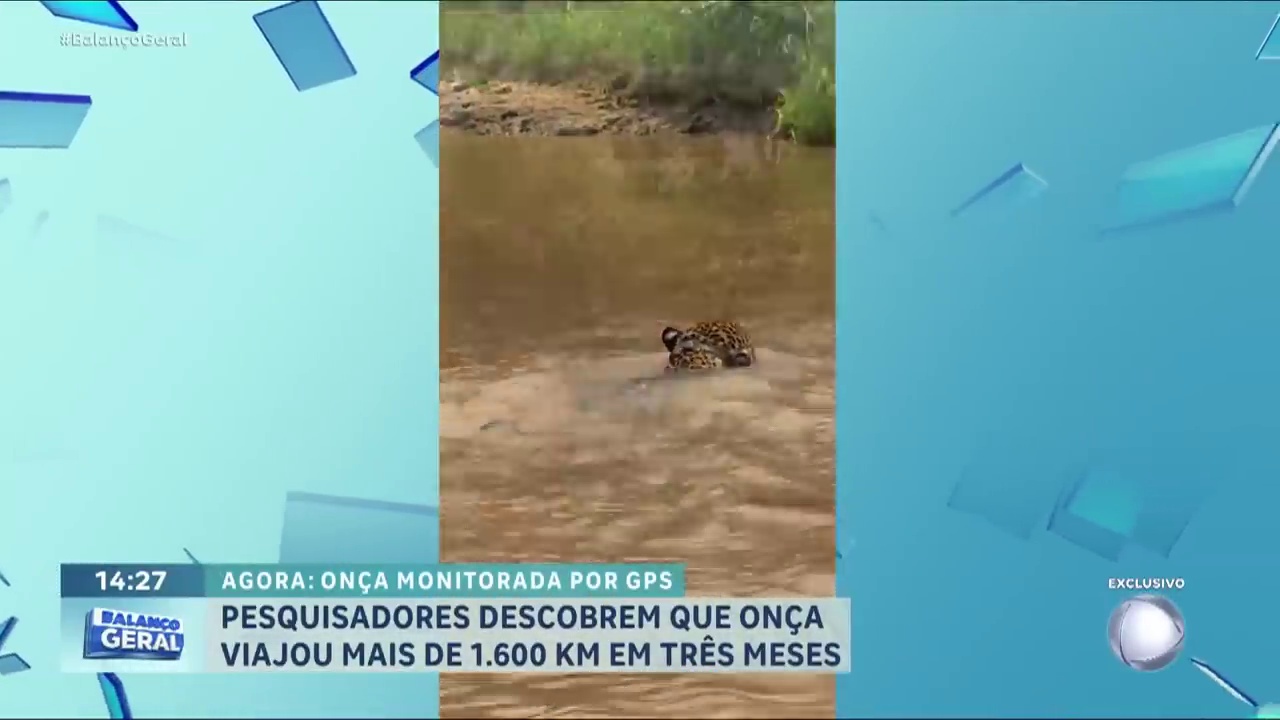 #BalançoGeral
14:27
AGORA: ONÇA MONITORADA POR GPS
BALANÇO
GERAL
PESQUISADORES DESCOBREM QUE ONÇA
VIAJOU MAIS DE 1.600 KM EM TRÊS MESES
EXCLUSIVO